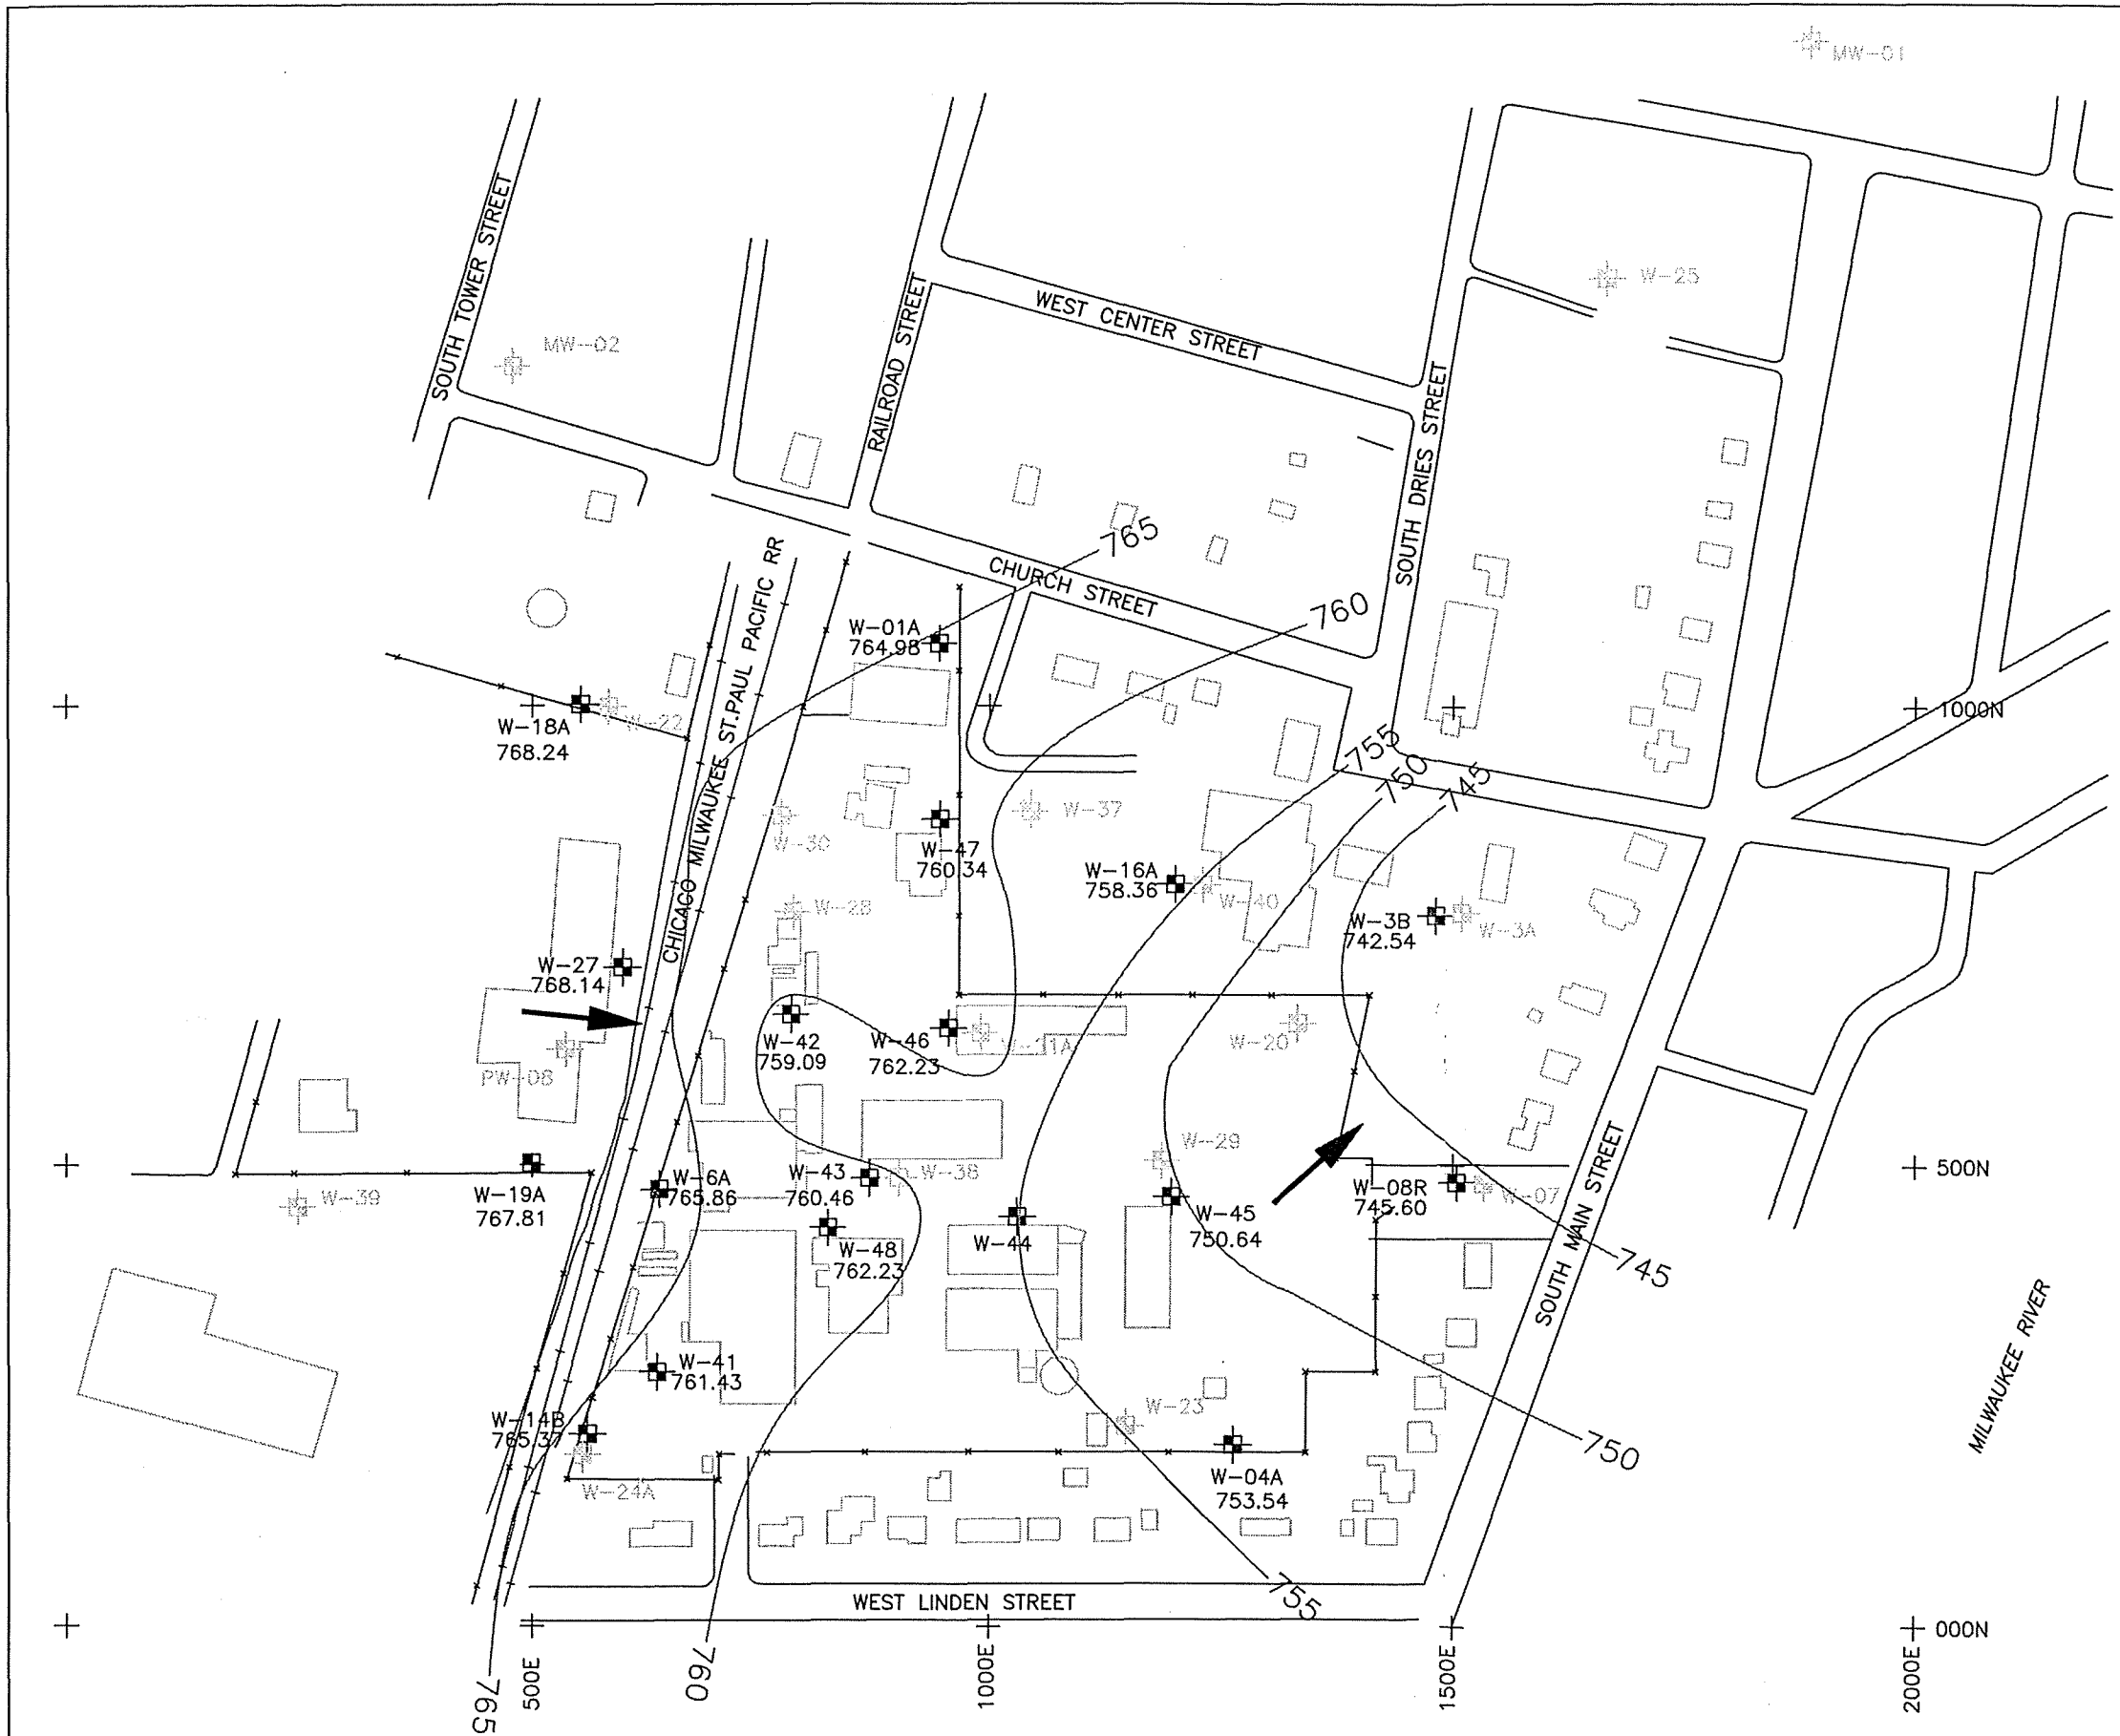 MW-01
SOUTH TOWER STREET
MW-02
RAILROAD STREET
WEST CENTER STREET
W-25
SOUTH DRIES STREET
765
CHURCH STREET
760
CHICAGO MILWAUKEE ST.PAUL PACIFIC RR
W-01A
764.98
W-18A
768.24
W-22
1000N
755
750
745
W-30
W-47
760.34
W-37
W-16A
758.36
W-40
W-28
W-3B
742.54
W-3A
W-27
768.14
W-42
759.09
W-46
762.23
W-21A
W-20
PW-08
W-29
W-39
W-19A
767.81
W-6A
765.86
W-43
760.46
W-38
W-48
762.23
W-44
W-45
750.64
W-08R
745.60
W-07
500N
745
SOUTH MAIN STREET
MILWAUKEE RIVER
W-41
761.43
W-14B
765.37
W-24A
W-23
W-04A
753.54
750
WEST LINDEN STREET
755
765
500E
760
1000E
1500E
2000E
000N